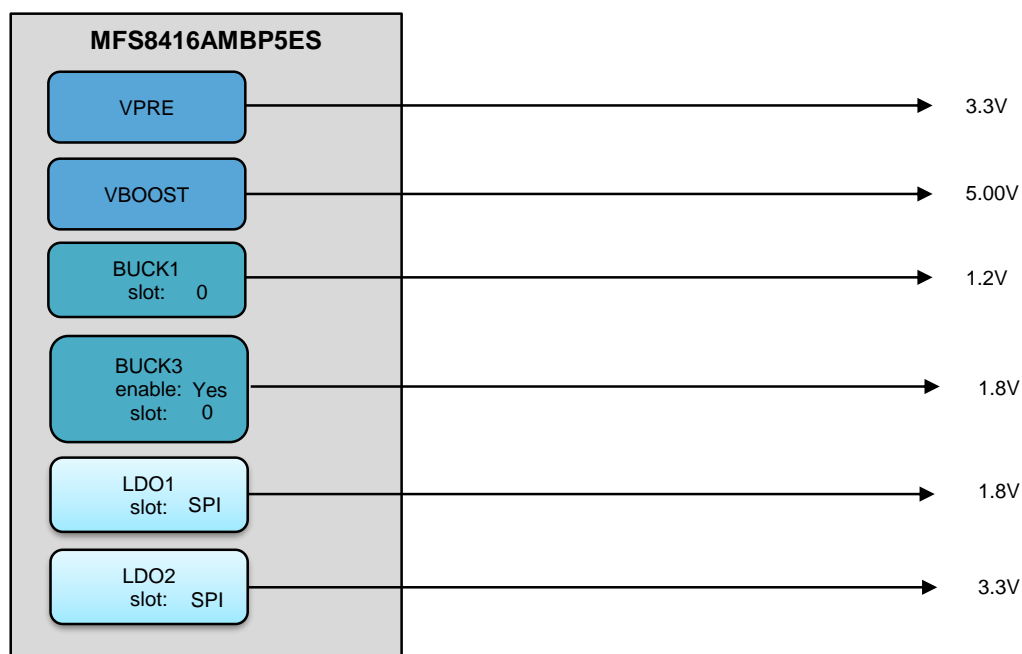 MFS8416AMBP5ES
VPRE
3.3V
VBOOST
5.00V
BUCK1
slot: 0
1.2V
BUCK3
enable: Yes
slot: 0
1.8V
LDO1
slot: SPI
1.8V
LDO2
slot: SPI
3.3V